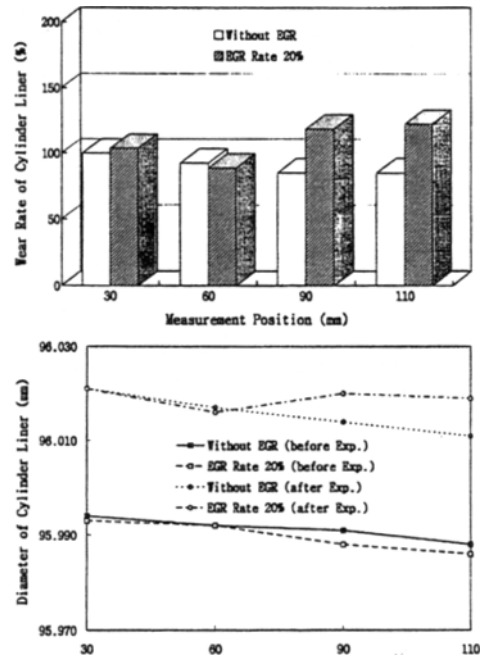 Wear Rate of Cylinder Liner (%)
200
150
100
50
0
Without EGR
EGR Rate 20%
30 60 90 110
Measurement Position (mm)
Diameter of Cylinder Liner (mm)
96.030
96.010
95.990
95.970
Without EGR (before Exp.)
EGR Rate 20% (before Exp.)
Without EGR (after Exp.)
EGR Rate 20% (after Exp.)
30 60 90 110